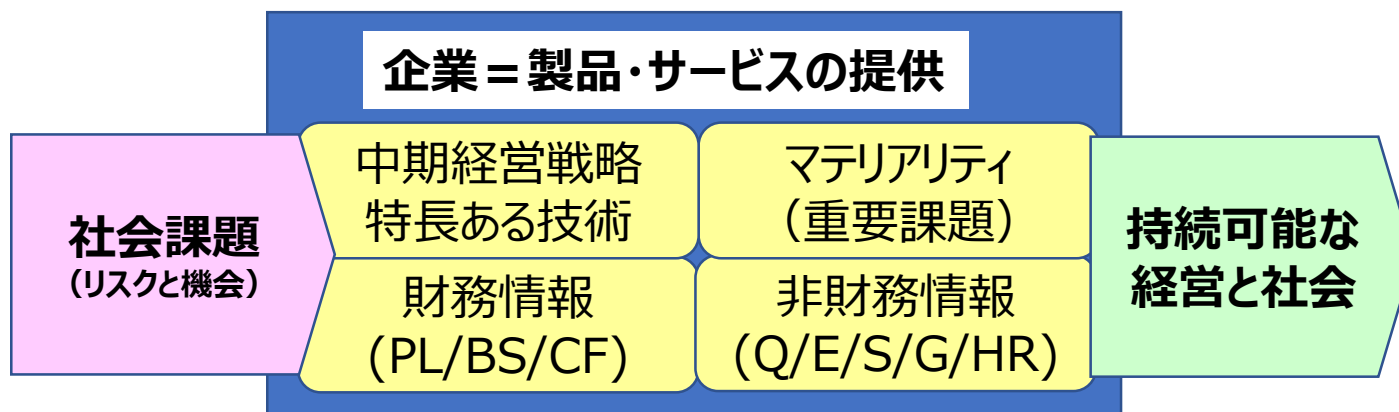 企業＝製品・サービスの提供
社会課題
（リスクと機会）
中期経営戦略
特長ある技術
マテリアリティ
（重要課題）
財務情報
(PL/BS/CF)
非財務情報
(Q/E/S/G/HR)
持続可能な
経営と社会